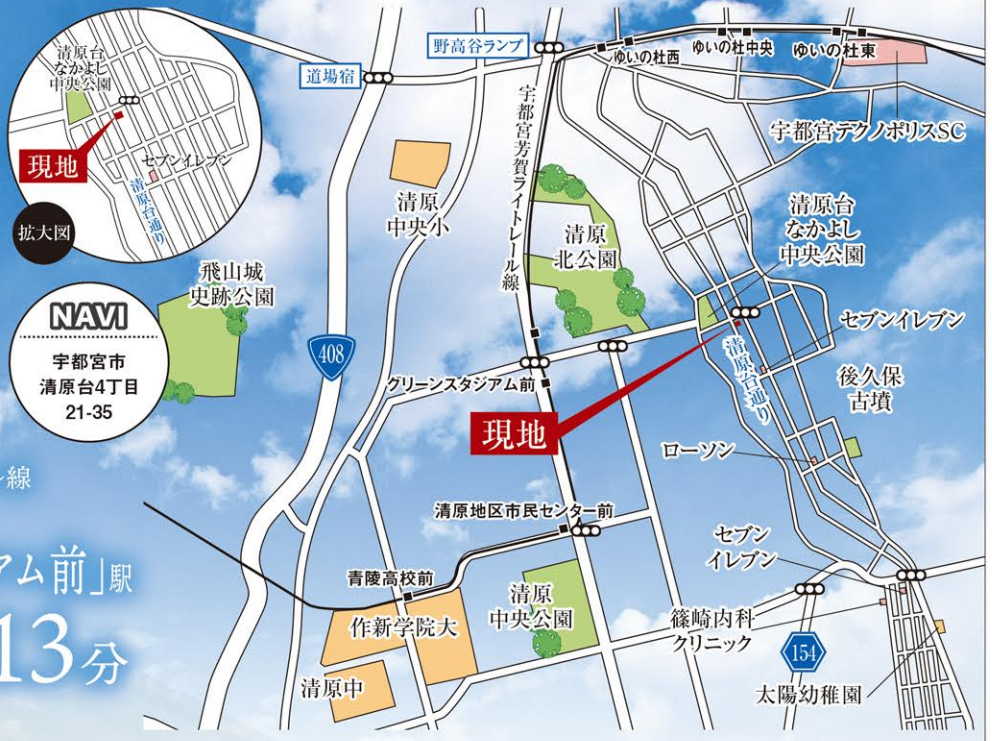 清原台
なかよし
中央公園
現地
セブンイレブン
清原台通り
拡大図
NAVI
宇都宮市
清原台4丁目
21-35
道場宿
野高谷ランプ
ゆいの杜西
ゆいの杜中央
ゆいの杜東
宇都宮テクノポリスSC
宇都宮芳賀ライトレール線
清原
中央小
清原
北公園
清原台
なかよし
中央公園
飛山城
史跡公園
408
グリーンスタジアム前
セブンイレブン
清原台通り
後久保
古墳
現地
ローソン
清原地区市民センター前
セブン
イレブン
青陵高校前
作新学院大
清原
中央公園
篠崎内科
クリニック
154
清原中
太陽幼稚園
線
アム前」駅
13分